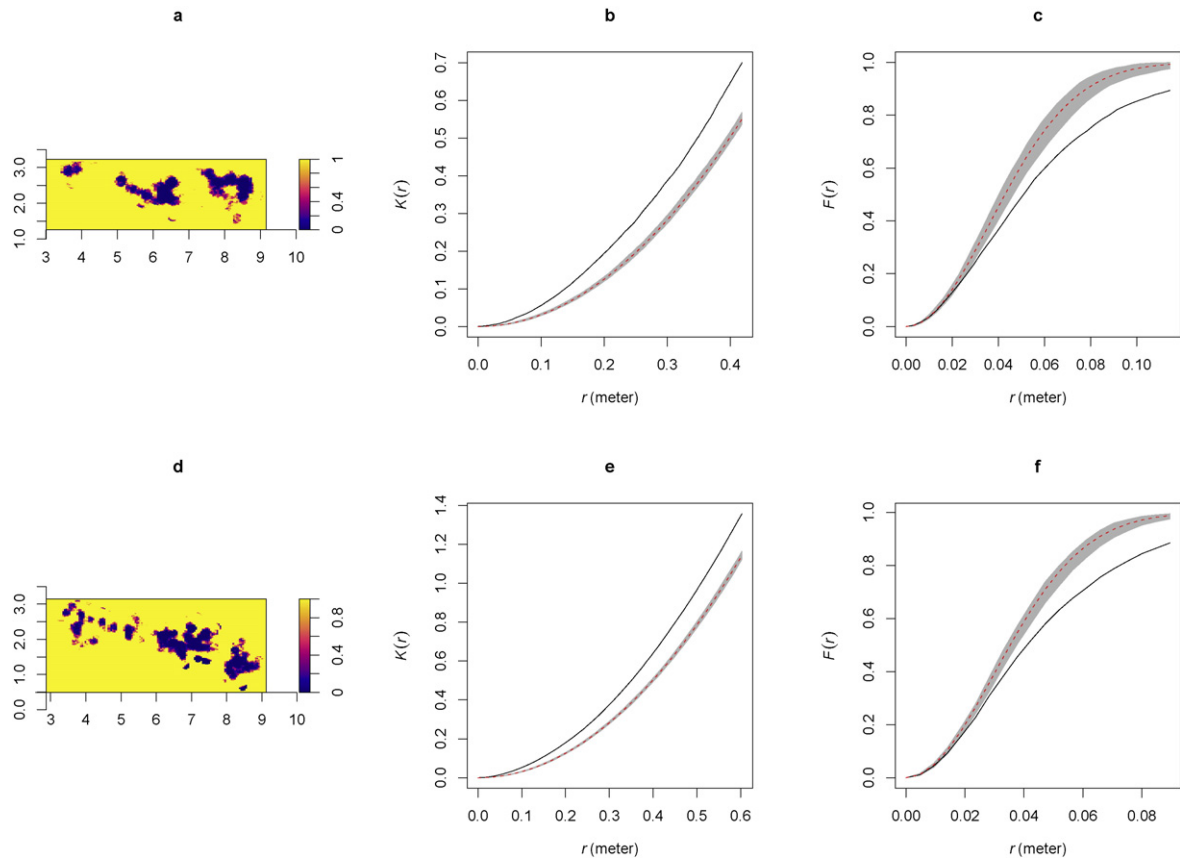 a
b
c
1.0 2.0 3.0
3 4 5 6 7 8 9 10
0 0.4 1
K(r)
0.0 0.1 0.2 0.3 0.4 0.5 0.6 0.7
0.0 0.1 0.2 0.3 0.4
r (meter)
F(r)
0.0 0.2 0.4 0.6 0.8 1.0
0.00 0.02 0.04 0.06 0.08 0.10
r (meter)
d
e
f
0.0 1.0 2.0 3.0
3 4 5 6 7 8 9 10
0 0.4 0.8
K(r)
0.0 0.2 0.4 0.6 0.8 1.0 1.2 1.4
0.0 0.1 0.2 0.3 0.4 0.5 0.6
r (meter)
F(r)
0.0 0.2 0.4 0.6 0.8 1.0
0.00 0.02 0.04 0.06 0.08
r (meter)